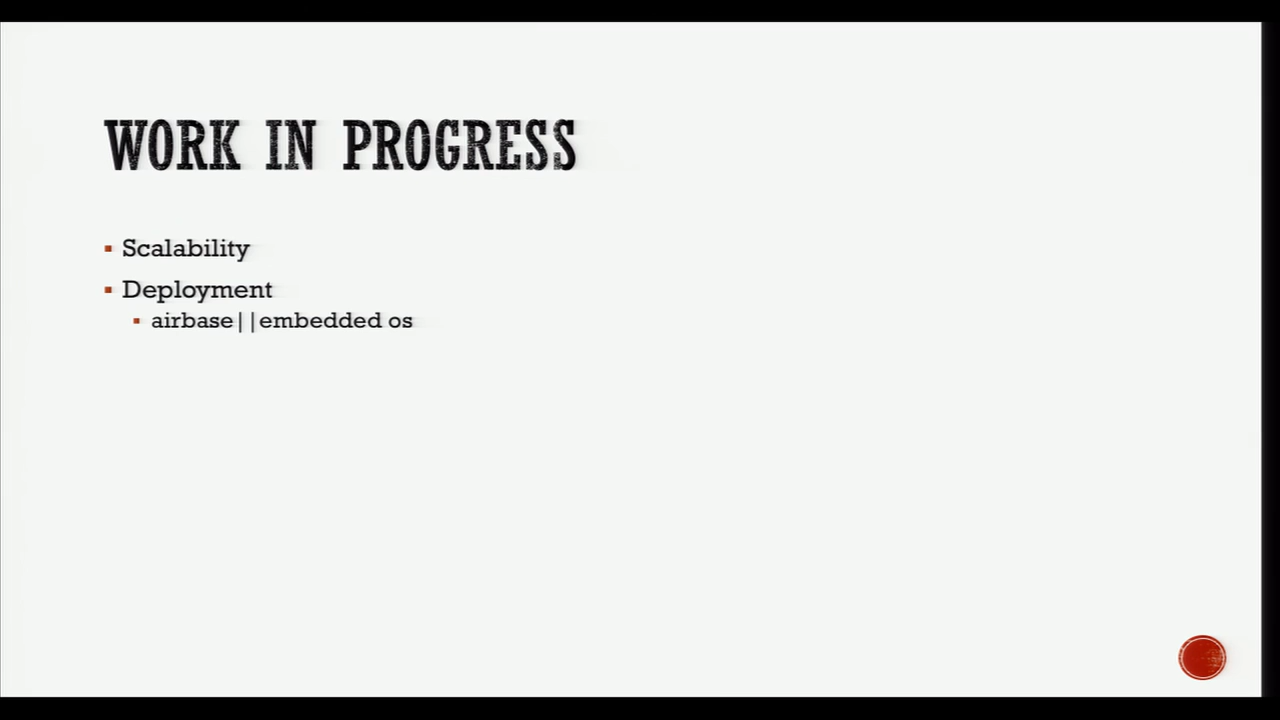 WORK IN PROGRESS
Scalability
Deployment
airbase||embedded os